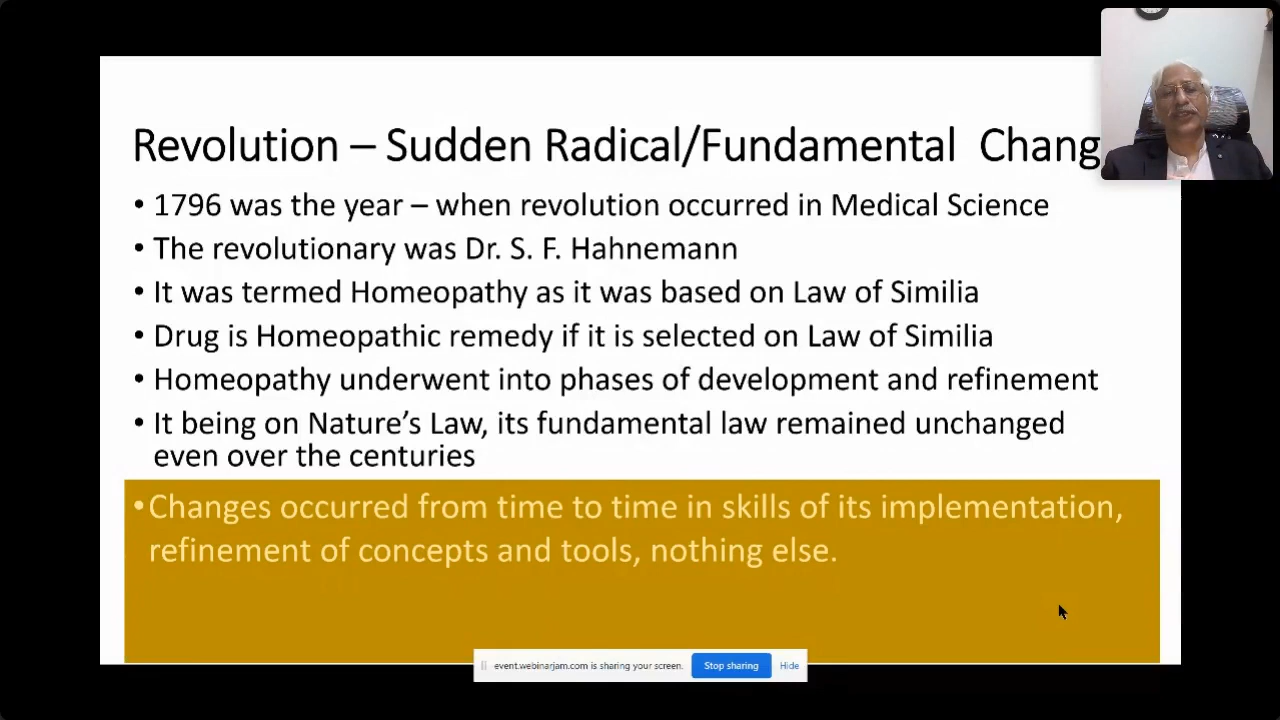 Revolution – Sudden Radical/Fundamental Chang
• 1796 was the year – when revolution occurred in Medical Science
• The revolutionary was Dr. S. F. Hahnemann
• It was termed Homeopathy as it was based on Law of Similia
• Drug is Homeopathic remedy if it is selected on Law of Similia
• Homeopathy underwent into phases of development and refinement
• It being on Nature’s Law, its fundamental law remained unchanged
even over the centuries
• Changes occurred from time to time in skills of its implementation,
refinement of concepts and tools, nothing else.
event.webinarjam.com is sharing your screen. Stop sharing Hide